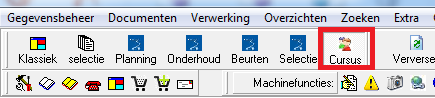 Gegevensbeheer Documenten Verwerking Overzichten Zoeken Extra
Klassiek selectie Planning Onderhoud Beurten Selectie Cursus Ververse
Machinefuncties: